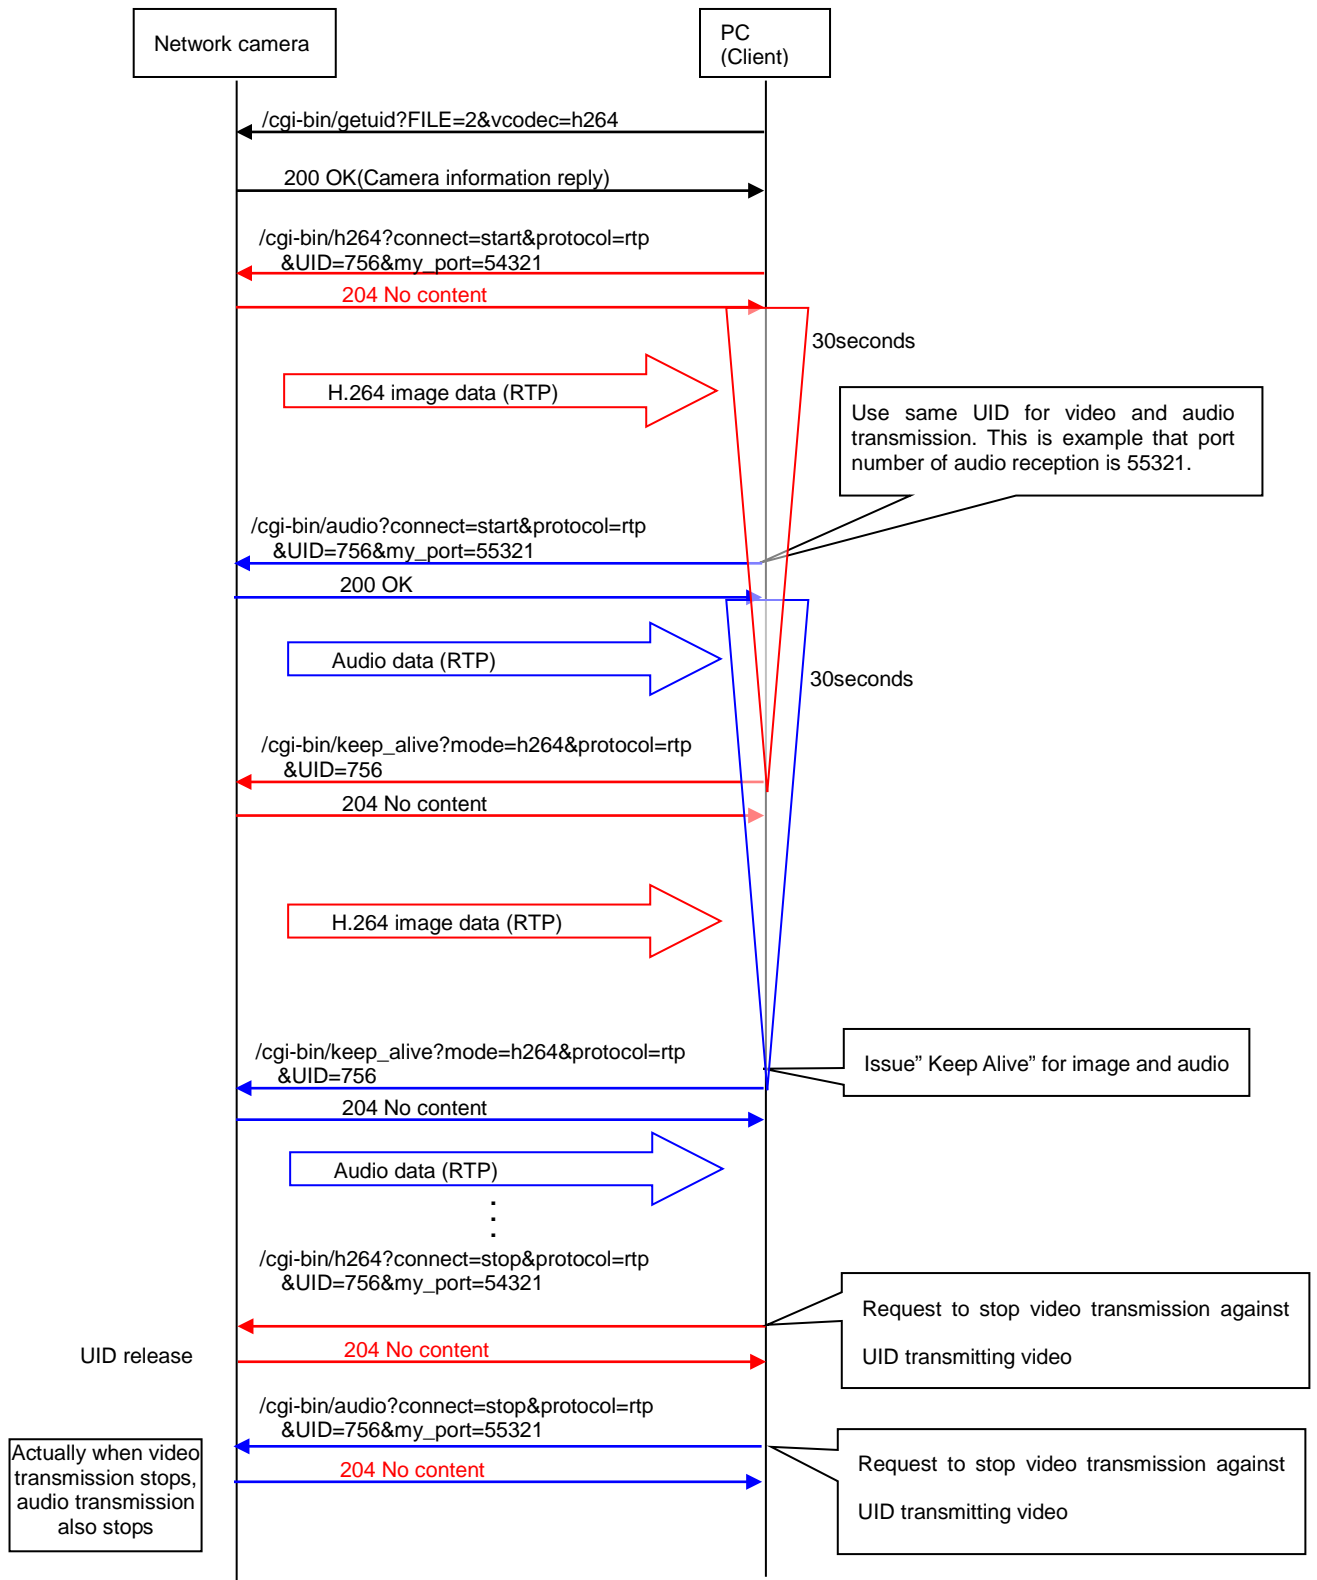 Network camera
PC
(Client)
/cgi-bin/getuid?FILE=2&vcodec=h264
200 OK(Camera information reply)
/cgi-bin/h264?connect=start&protocol=rtp
&UID=756&my_port=54321
204 No content
30seconds
H.264 image data (RTP)
Use same UID for video and audio
transmission. This is example that port
number of audio reception is 55321.
/cgi-bin/audio?connect=start&protocol=rtp
&UID=756&my_port=55321
200 OK
Audio data (RTP)
30seconds
/cgi-bin/keep_alive?mode=h264&protocol=rtp
&UID=756
204 No content
H.264 image data (RTP)
/cgi-bin/keep_alive?mode=h264&protocol=rtp
&UID=756
Issue” Keep Alive” for image and audio
204 No content
Audio data (RTP)
/cgi-bin/h264?connect=stop&protocol=rtp
&UID=756&my_port=54321
Request to stop video transmission against
UID transmitting video
UID release
204 No content
/cgi-bin/audio?connect=stop&protocol=rtp
&UID=756&my_port=55321
Actually when video
transmission stops,
audio transmission
also stops
204 No content
Request to stop video transmission against
UID transmitting video